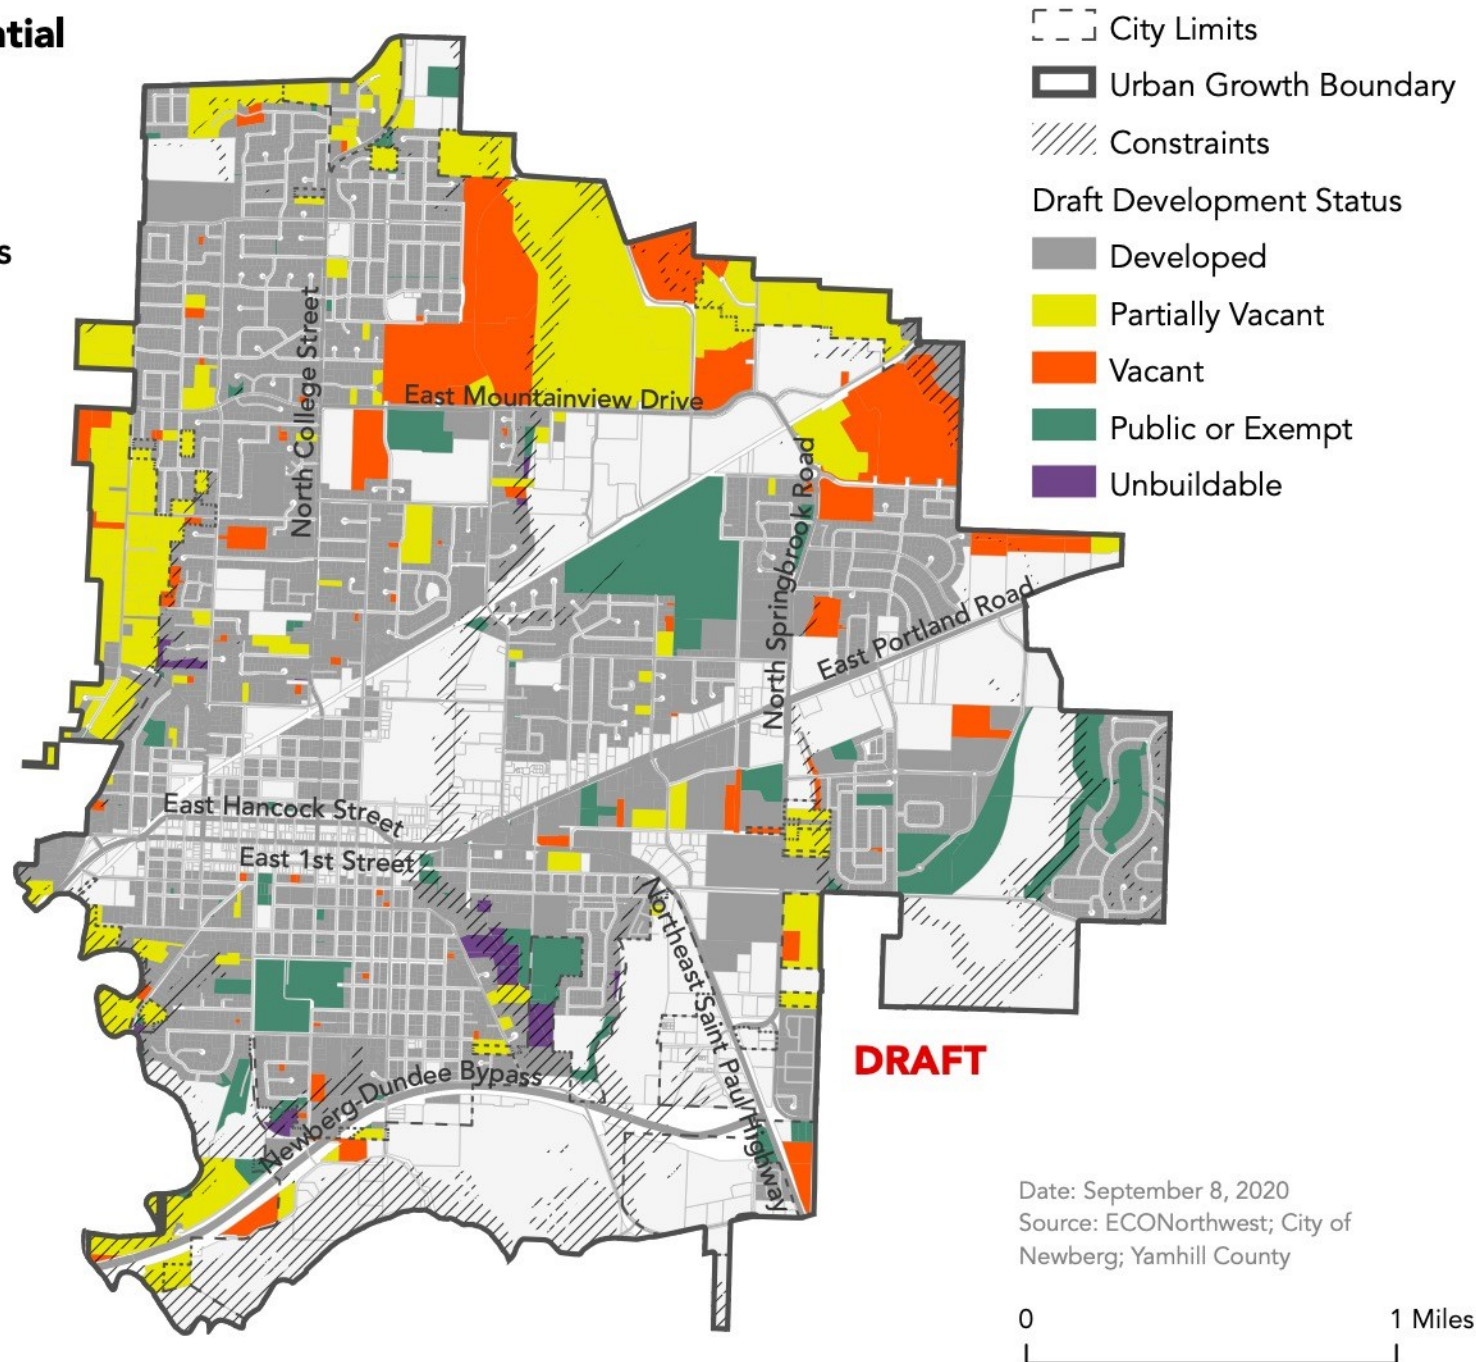 tial
s
City Limits
Urban Growth Boundary
Constraints
Draft Development Status
Developed
Partially Vacant
Vacant
Public or Exempt
Unbuildable
North College Street
East Mountainview Drive
North Springbrook Road
East Portland Road
East Hancock Street
East 1st Street
Northeast Saint Paul Highway
Newberg-Dundee Bypass
DRAFT
Date: September 8, 2020
Source: ECONorthwest; City of
Newberg; Yamhill County
0 1 Miles